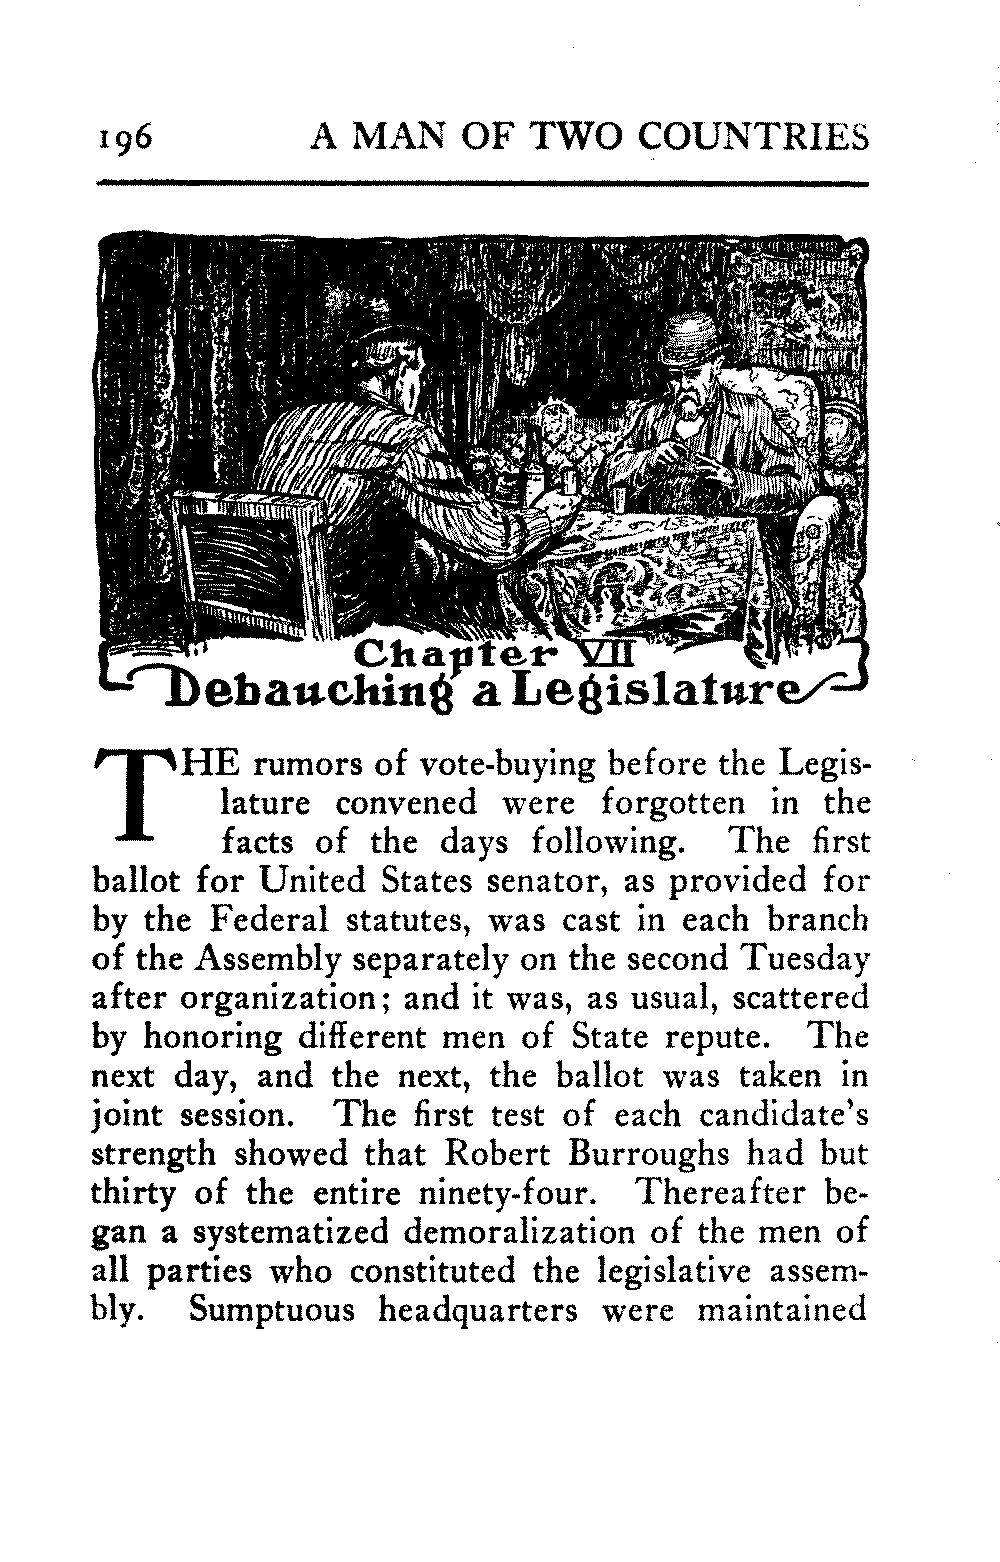 196 A MAN OF TWO COUNTRIES
Chapter VII
Debauching a Legislature
THE rumors of vote-buying before the Legis-
lature convened were forgotten in the
facts of the days following. The first
ballot for United States senator, as provided for
by the Federal statutes, was cast in each branch
of the Assembly separately on the second Tuesday
after organization; and it was, as usual, scattered
by honoring different men of State repute. The
next day, and the next, the ballot was taken in
joint session. The first test of each candidate's
strength showed that Robert Burroughs had but
thirty of the entire ninety-four. Thereafter be-
gan a systematized demoralization of the men of
all parties who constituted the legislative assem-
bly. Sumptuous headquarters were maintained